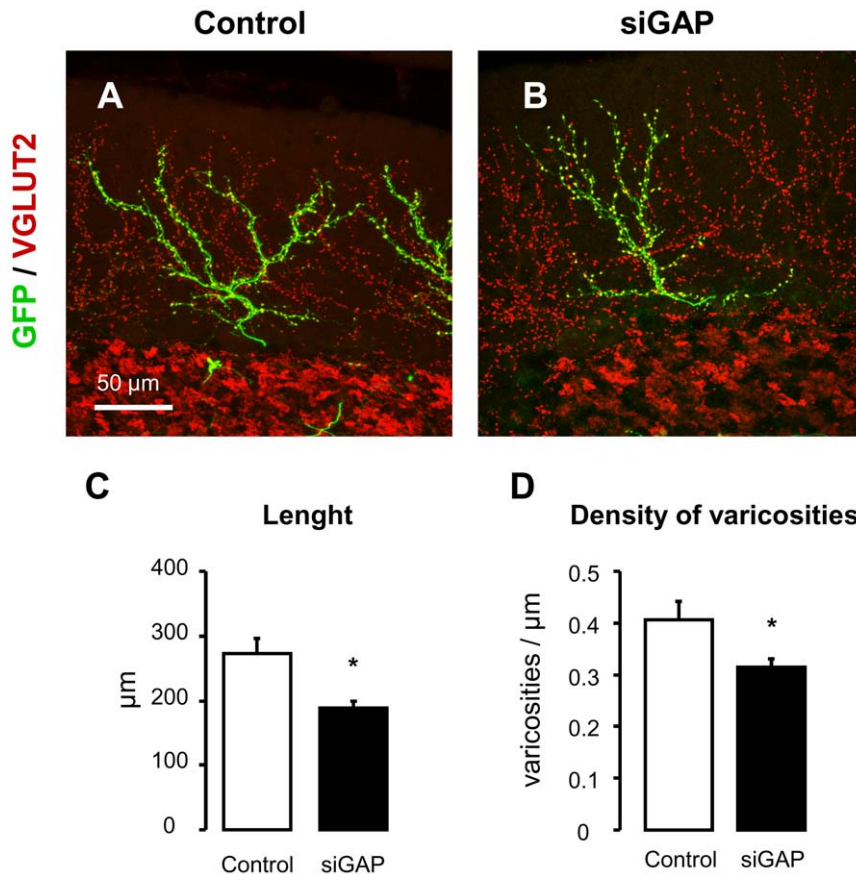 Control
siGAP
GFP / VGLUT2
A
B
50 µm
C
Lenght
400
300
200
100
0
µm
*
Control
siGAP
D
Density of varicosities
0.5
0.4
0.3
0.2
0.1
0
varicosities / µm
*
Control
siGAP